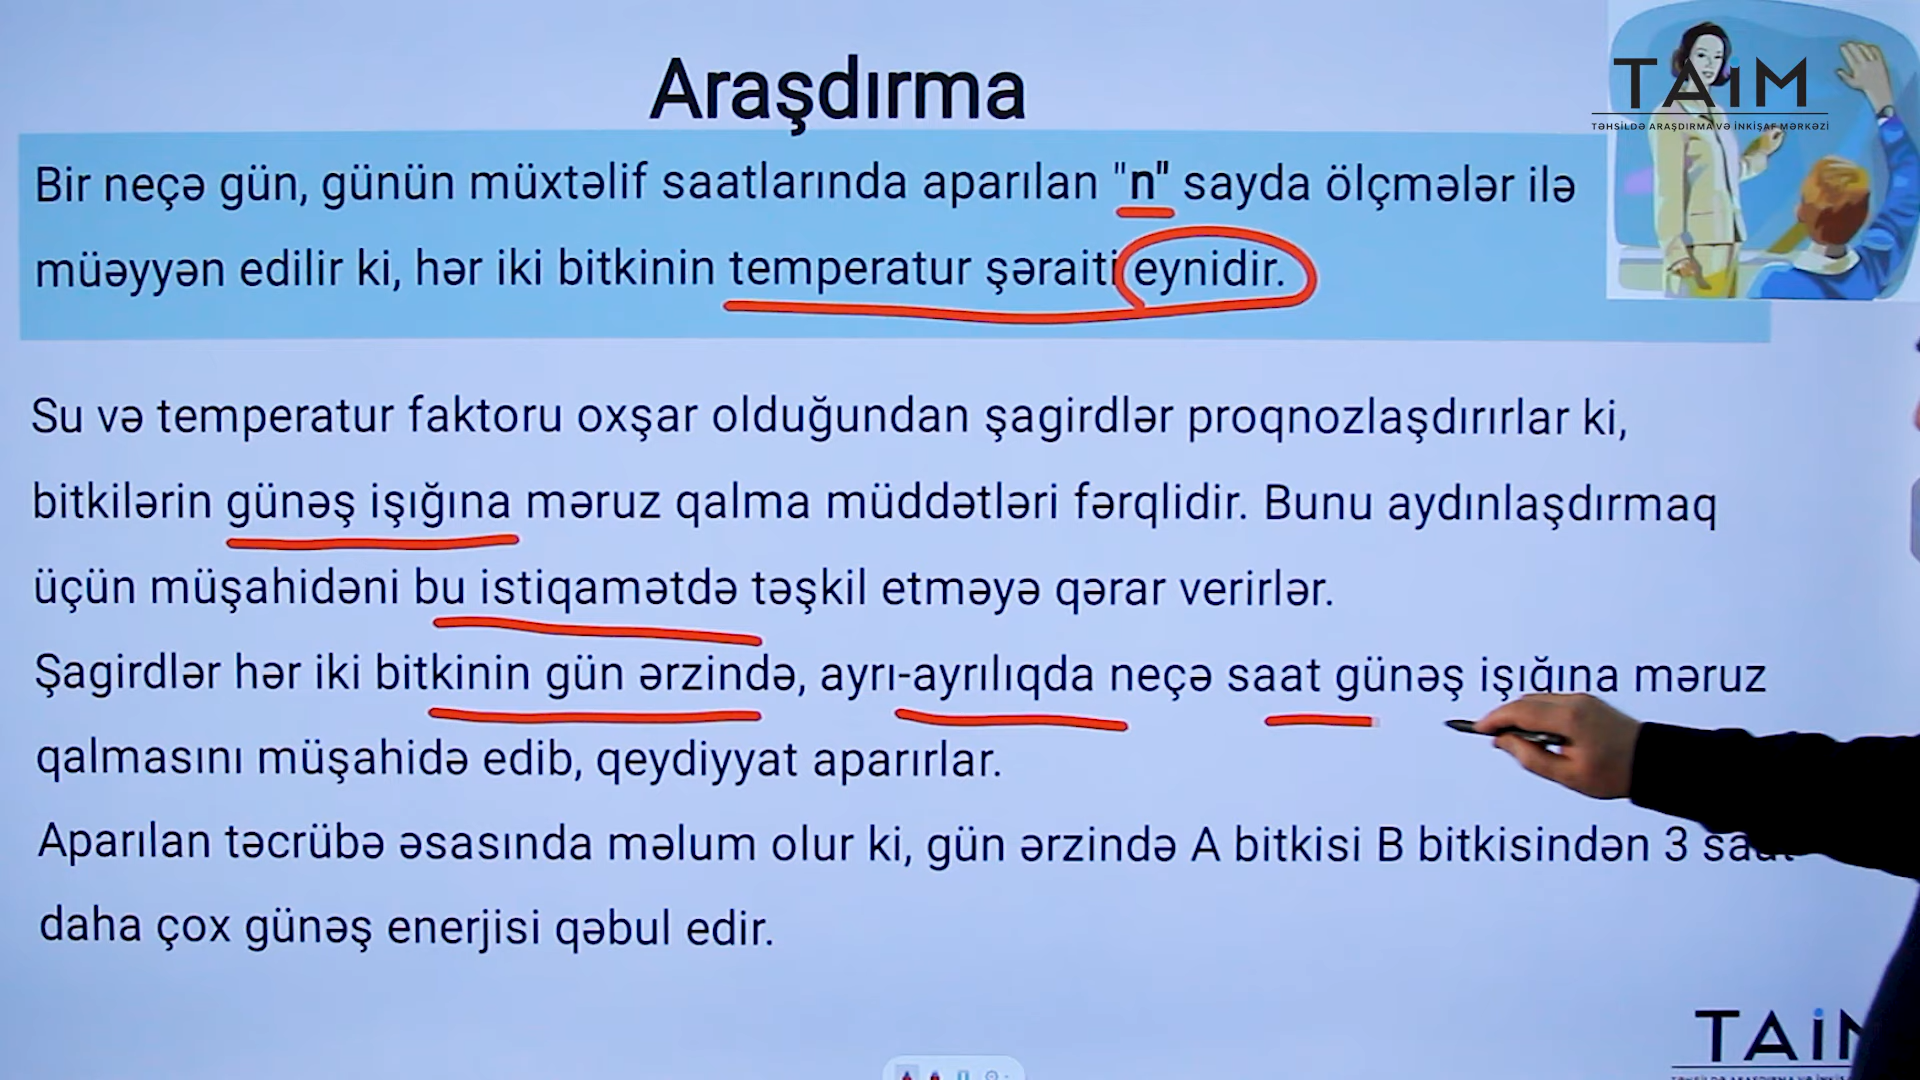 TAiM
TƏHSİLDƏ ARAŞDIRMA VƏ İNKİŞAF MƏRKƏZİ
Araşdırma
Bir neçə gün, günün müxtəlif saatlarında aparılan "n" sayda ölçmələr ilə
müəyyən edilir ki, hər iki bitkinin temperatur şəraiti eynidir.
Su və temperatur faktoru oxşar olduğundan şagirdlər proqnozlaşdırırlar ki,
bitkilərin günəş işığına məruz qalma müddətləri fərqlidir. Bunu aydınlaşdırmaq
üçün müşahidəni bu istiqamətdə təşkil etməyə qərar verirlər.
Şagirdlər hər iki bitkinin gün ərzində, ayrı-ayrılıqda neçə saat günəş işığına məruz
qalmasını müşahidə edib, qeydiyyat aparırlar.
Aparılan təcrübə əsasında məlum olur ki, gün ərzində A bitkisi B bitkisindən 3 saat
daha çox günəş enerjisi qəbul edir.
TAi